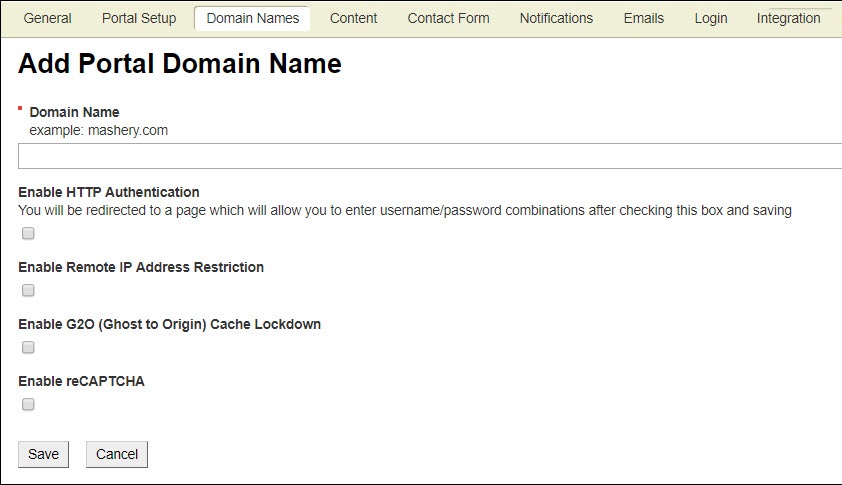 General Portal Setup Domain Names Content Contact Form Notifications Emails Login Integration
Add Portal Domain Name
Domain Name
example: mashery.com
Enable HTTP Authentication
You will be redirected to a page which will allow you to enter username/password combinations after checking this box and saving
Enable Remote IP Address Restriction
Enable G2O (Ghost to Origin) Cache Lockdown
Enable reCAPTCHA
Save Cancel